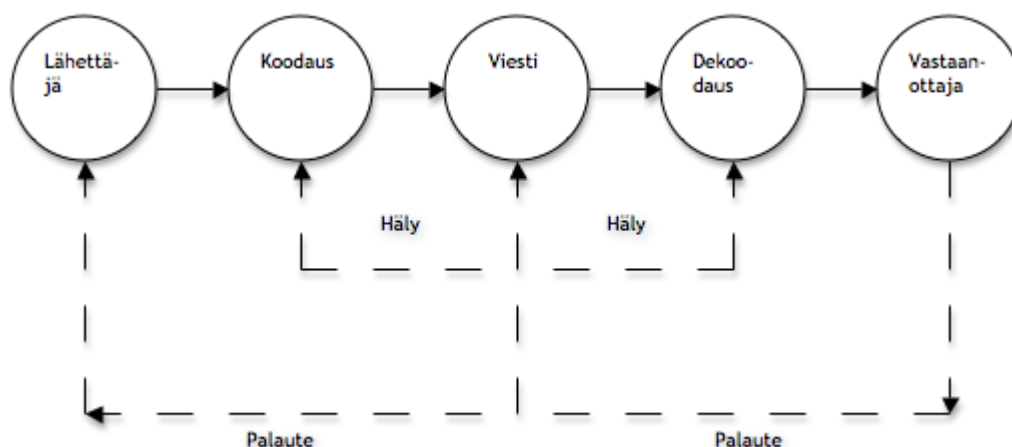 Lähettä-
jä
Koodaus
Viesti
Dekoo-
daus
Vastaan-
ottaja
Häly
Häly
Palaute
Palaute